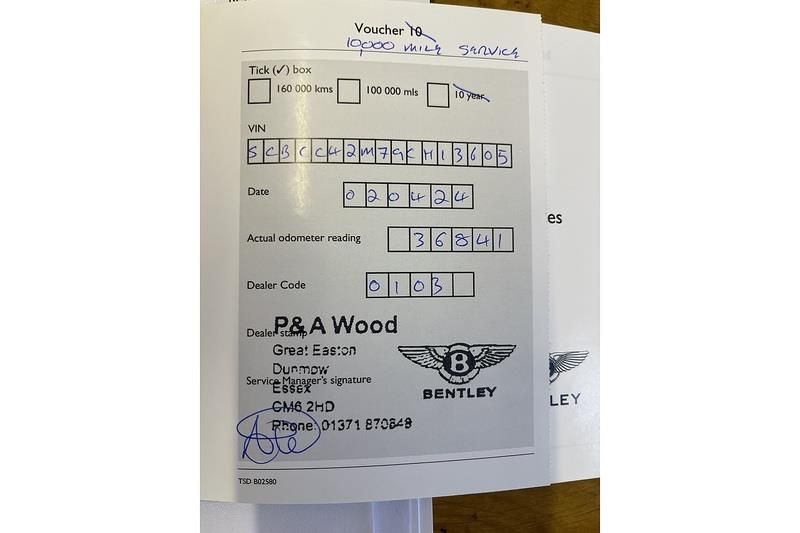 Voucher 10
10,000 MILE SERVICE
Tick (✓) box
160 000 kms 100 000 mls 10 year
VIN
SCBCC42M7GCH13605
Date
020424
Actual odometer reading
36841
Dealer Code
0103
P&A Wood
Dealer stamp
Great Easton
Dunmow
Service Manager's signature
Essex
CM6 2HD
Phone: 01371 870848
B
BENTLEY
TSD B02580
es
LEY